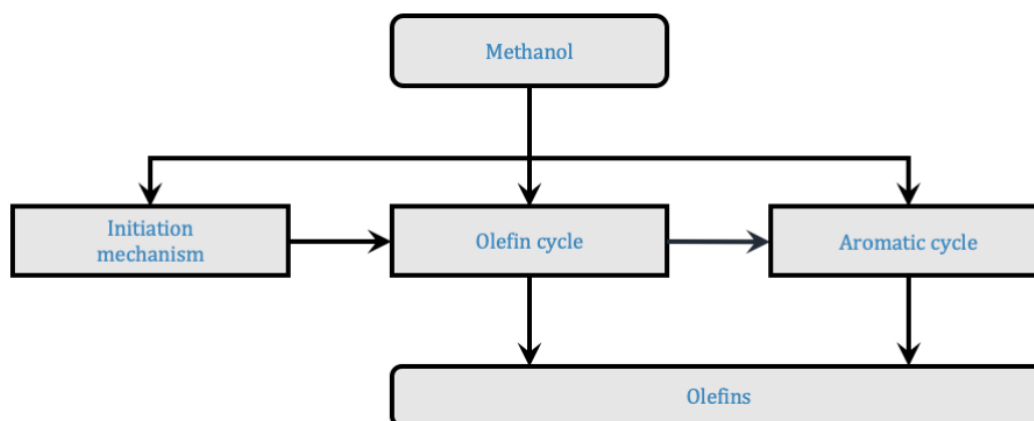 Methanol
Initiation
mechanism
Olefin cycle
Aromatic cycle
Olefins